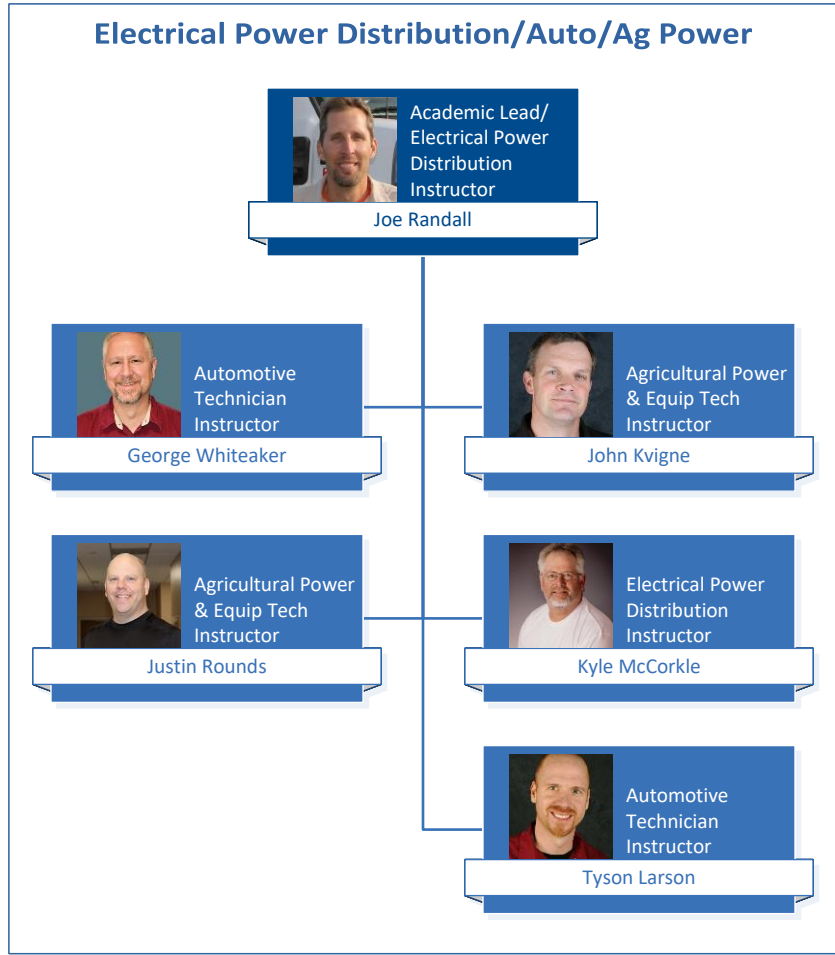 Electrical Power Distribution/Auto/Ag Power
Academic Lead/
Electrical Power
Distribution
Instructor
Joe Randall
Automotive
Technician
Instructor
George Whiteaker
Agricultural Power
& Equip Tech
Instructor
John Kvigne
Agricultural Power
& Equip Tech
Instructor
Justin Rounds
Electrical Power
Distribution
Instructor
Kyle McCorkle
Automotive
Technician
Instructor
Tyson Larson